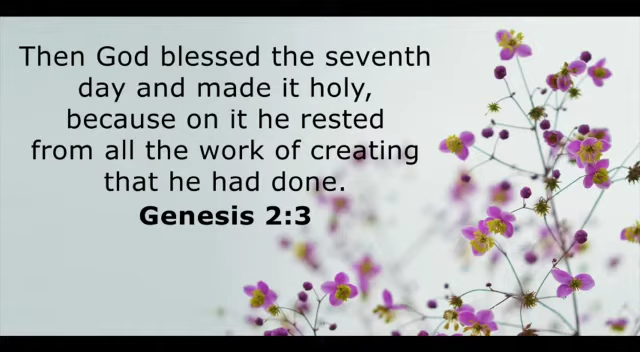 Then God blessed the seventh
day and made it holy,
because on it he rested
from all the work of creating
that he had done.
Genesis 2:3